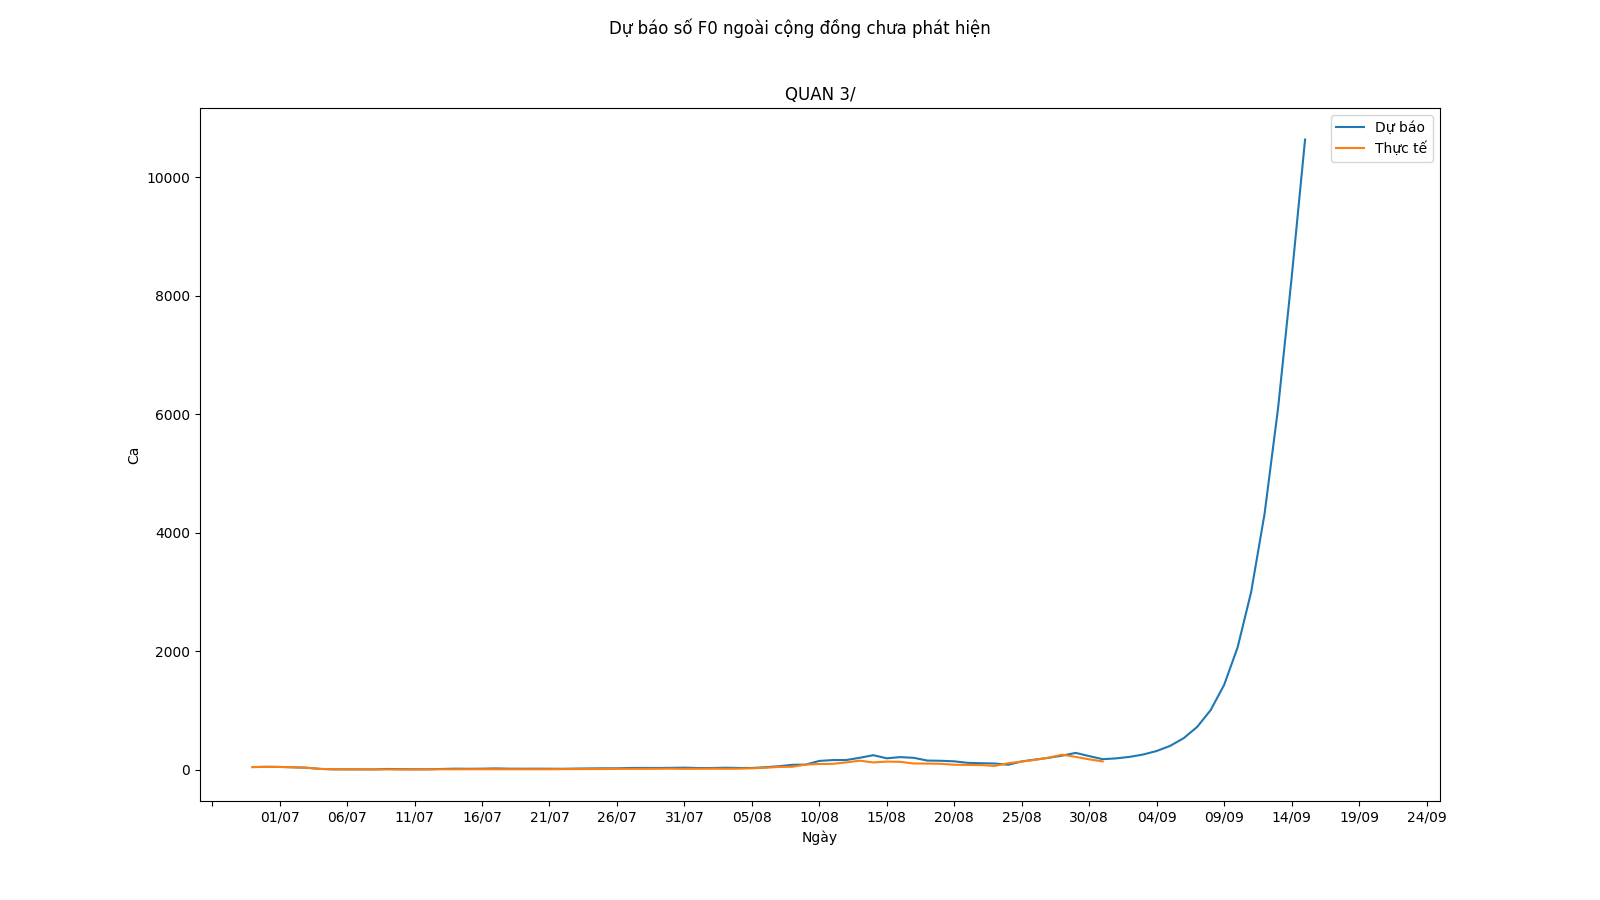 Dự báo số F0 ngoài cộng đồng chưa phát hiện
QUAN 3/
Dự báo
Thực tế
10000
8000
6000
4000
2000
0
Ca
01/07 06/07 11/07 16/07 21/07 26/07 31/07 05/08 10/08 15/08 20/08 25/08 30/08 04/09 09/09 14/09 19/09 24/09
Ngày